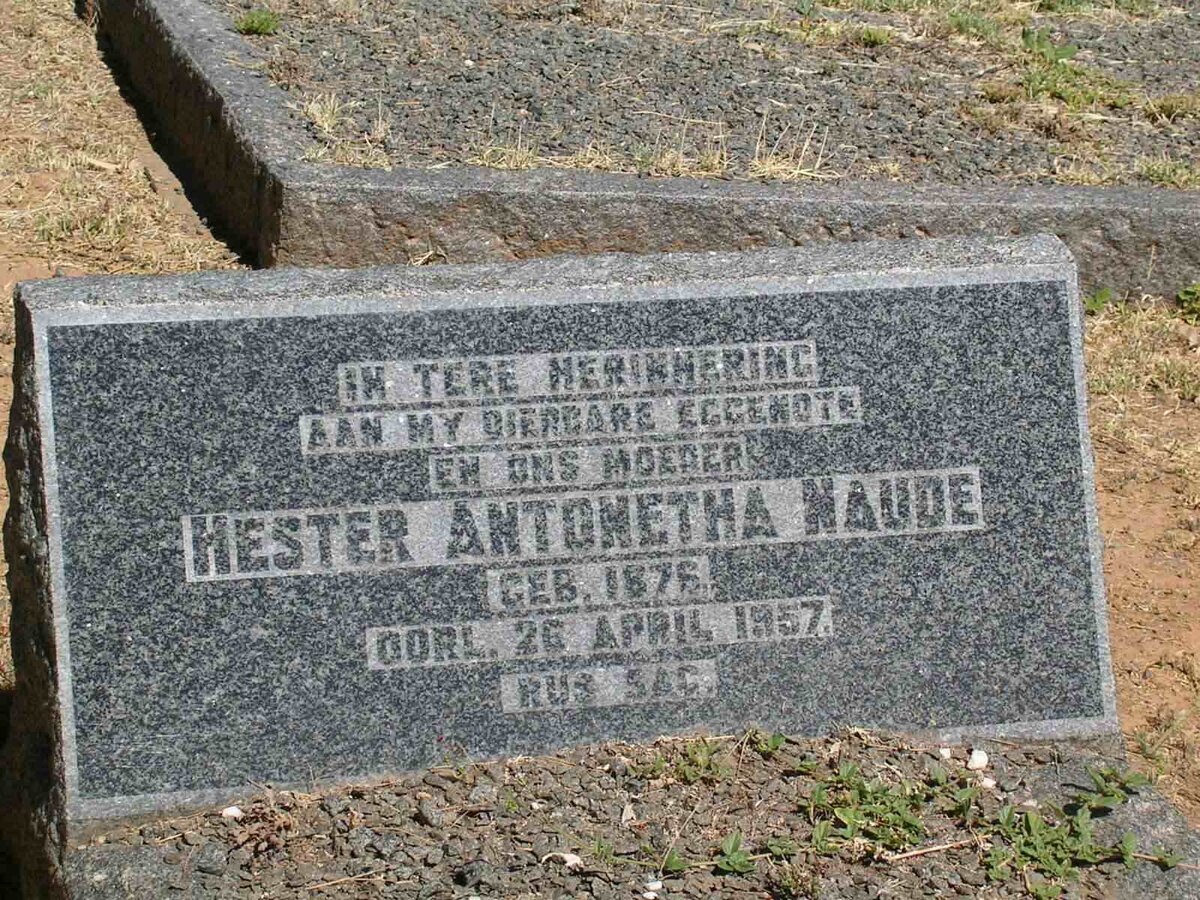 IN TERE HERINNERING
AAN MY DIERBARE EGGENOTE
EN ONS MOEDER
HESTER ANTONETHA NAUDE
GEB. 1876.
OORL. 26 APRIL 1957.
RUS SAG.